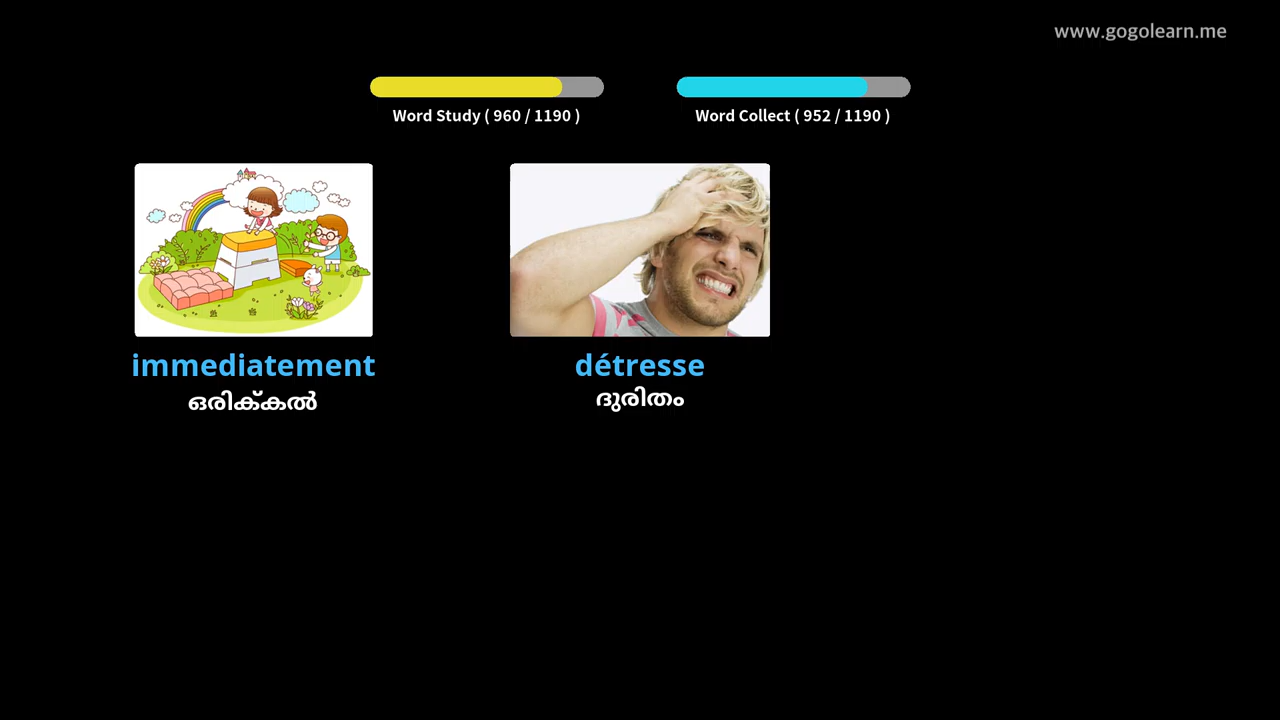 www.gogolearn.me
Word Study ( 960 / 1190 )
Word Collect ( 952 / 1190 )
immediatement
ഒരിക്കൽ
détresse
ദുരിതം